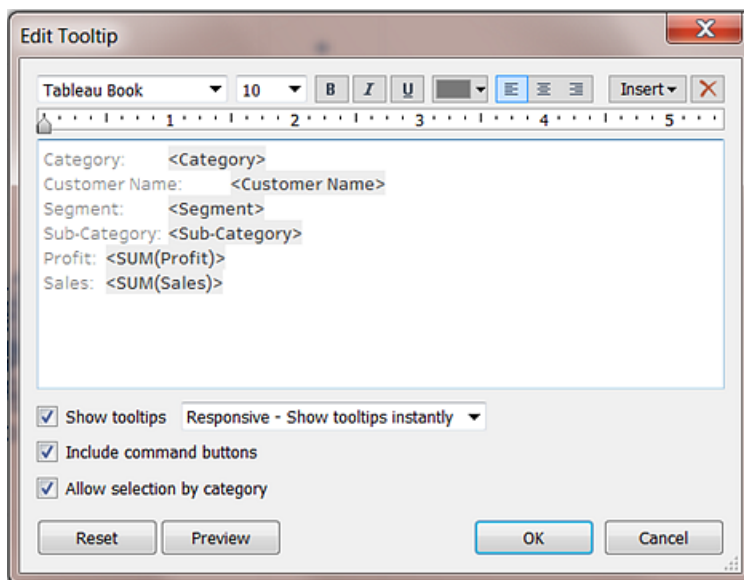 Edit Tooltip
Tableau Book 10 B I U Insert
1 2 3 4 5
Category: <Category>
Customer Name: <Customer Name>
Segment: <Segment>
Sub-Category: <Sub-Category>
Profit: <SUM(Profit)>
Sales: <SUM(Sales)>
Show tooltips Responsive - Show tooltips instantly
Include command buttons
Allow selection by category
Reset Preview OK Cancel